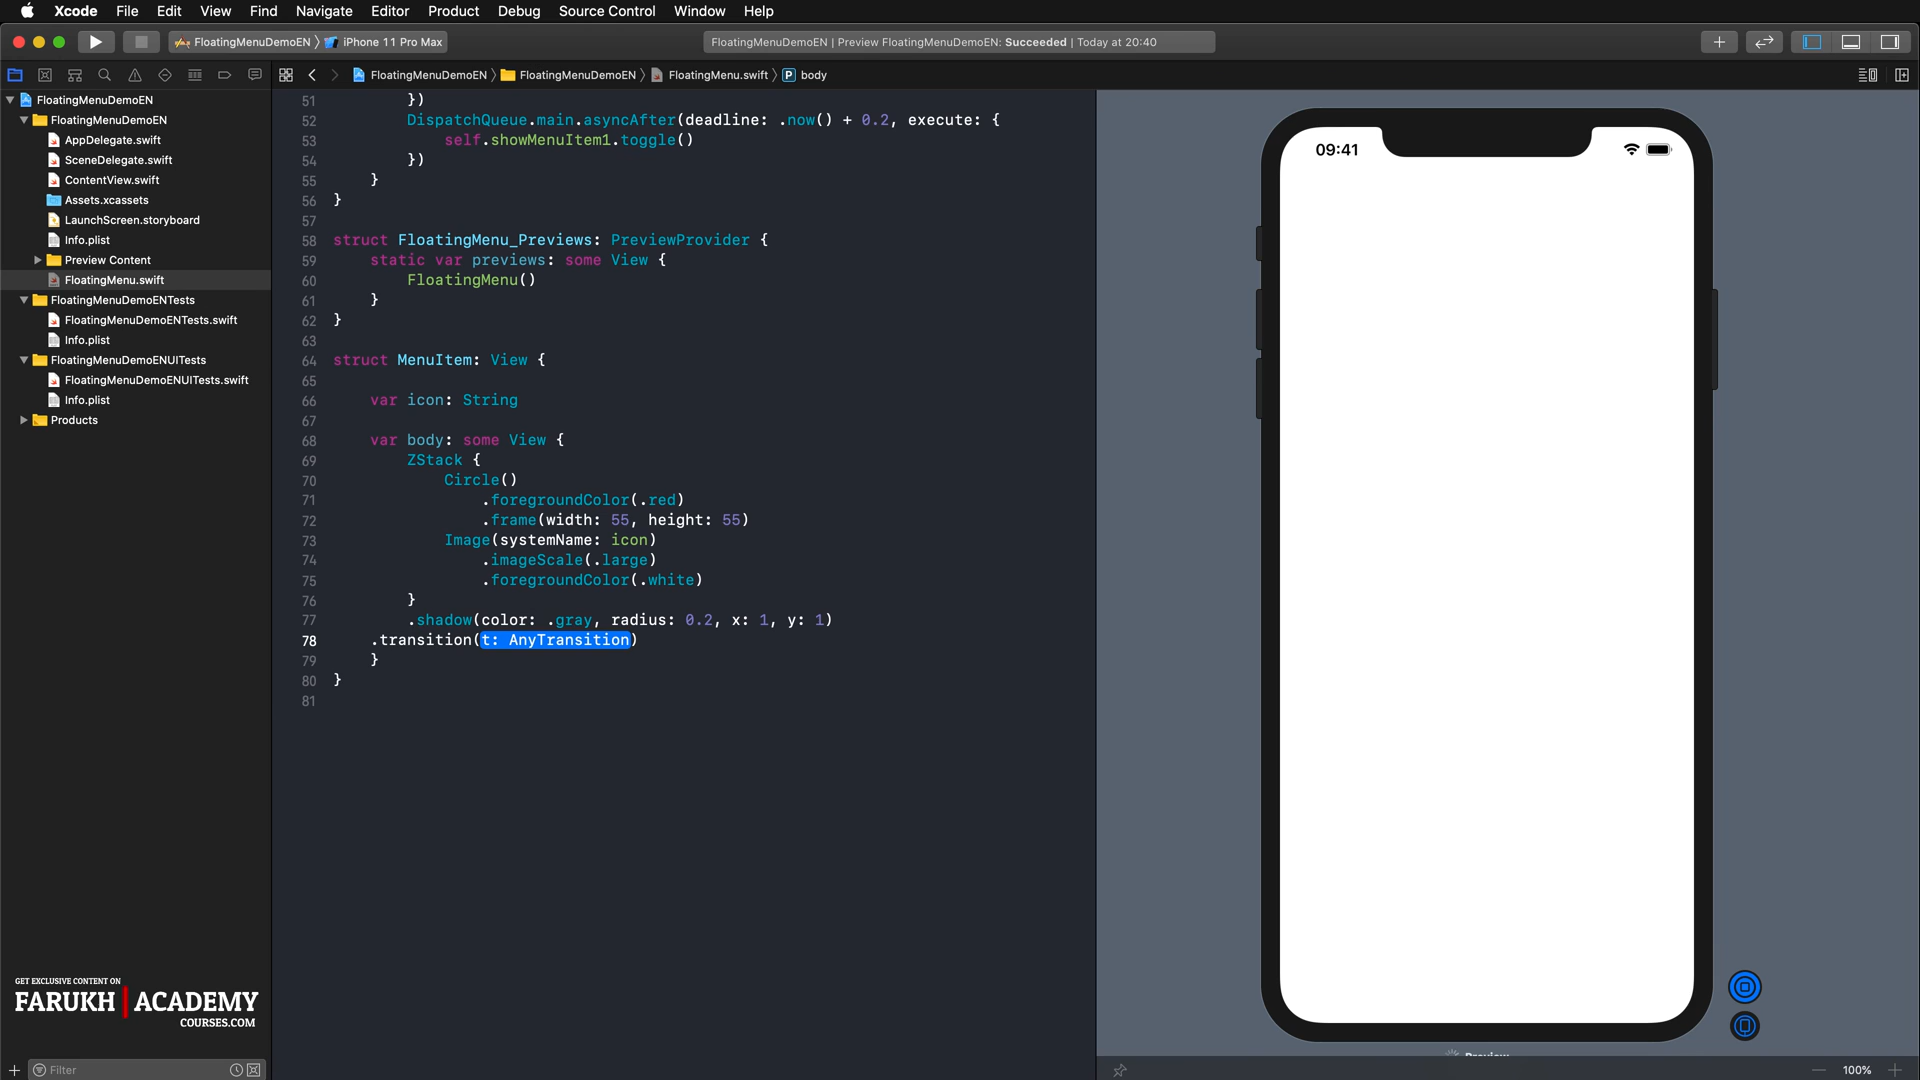 Xcode File Edit View Find Navigate Editor Product Debug Source Control Window Help
FloatingMenuDemoEN iPhone 11 Pro Max
FloatingMenuDemoEN | Preview FloatingMenuDemoEN: Succeeded | Today at 20:40
FloatingMenuDemoEN FloatingMenuDemoEN FloatingMenu.swift P body
FloatingMenuDemoEN
FloatingMenuDemoEN
AppDelegate.swift
SceneDelegate.swift
ContentView.swift
Assets.xcassets
LaunchScreen.storyboard
Info.plist
Preview Content
FloatingMenu.swift
FloatingMenuDemoENTests
FloatingMenuDemoENTests.swift
Info.plist
FloatingMenuDemoENUITests
FloatingMenuDemoENUITests.swift
Info.plist
Products
GET EXCLUSIVE CONTENT ON
FARUKH ACADEMY
COURSES.COM
Filter
51 })
52 DispatchQueue.main.asyncAfter(deadline: .now() + 0.2, execute: {
53 self.showMenuItem1.toggle()
54 })
55 }
56 }
57
58 struct FloatingMenu_Previews: PreviewProvider {
59 static var previews: some View {
60 FloatingMenu()
61 }
62 }
63
64 struct MenuItem: View {
65
66 var icon: String
67
68 var body: some View {
69 ZStack {
70 Circle()
71 .foregroundColor(.red)
72 .frame(width: 55, height: 55)
73 Image(systemName: icon)
74 .imageScale(.large)
75 .foregroundColor(.white)
76 }
77 .shadow(color: .gray, radius: 0.2, x: 1, y: 1)
78 .transition(t: AnyTransition)
79 }
80 }
81
09:41
Preview
100%